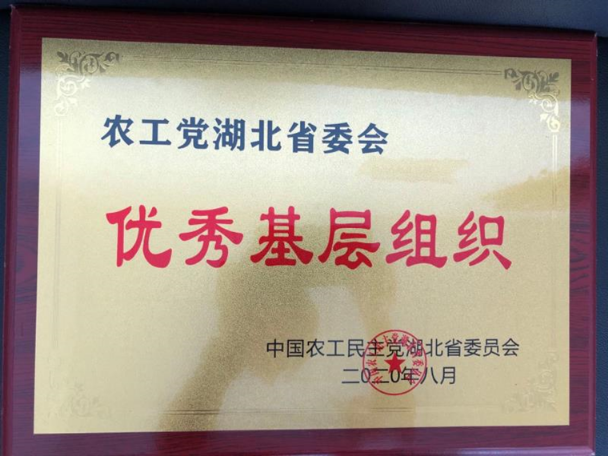 农工党湖北省委会
优秀基层组织
中国农工民主党湖北省委员会
二〇二〇年八月